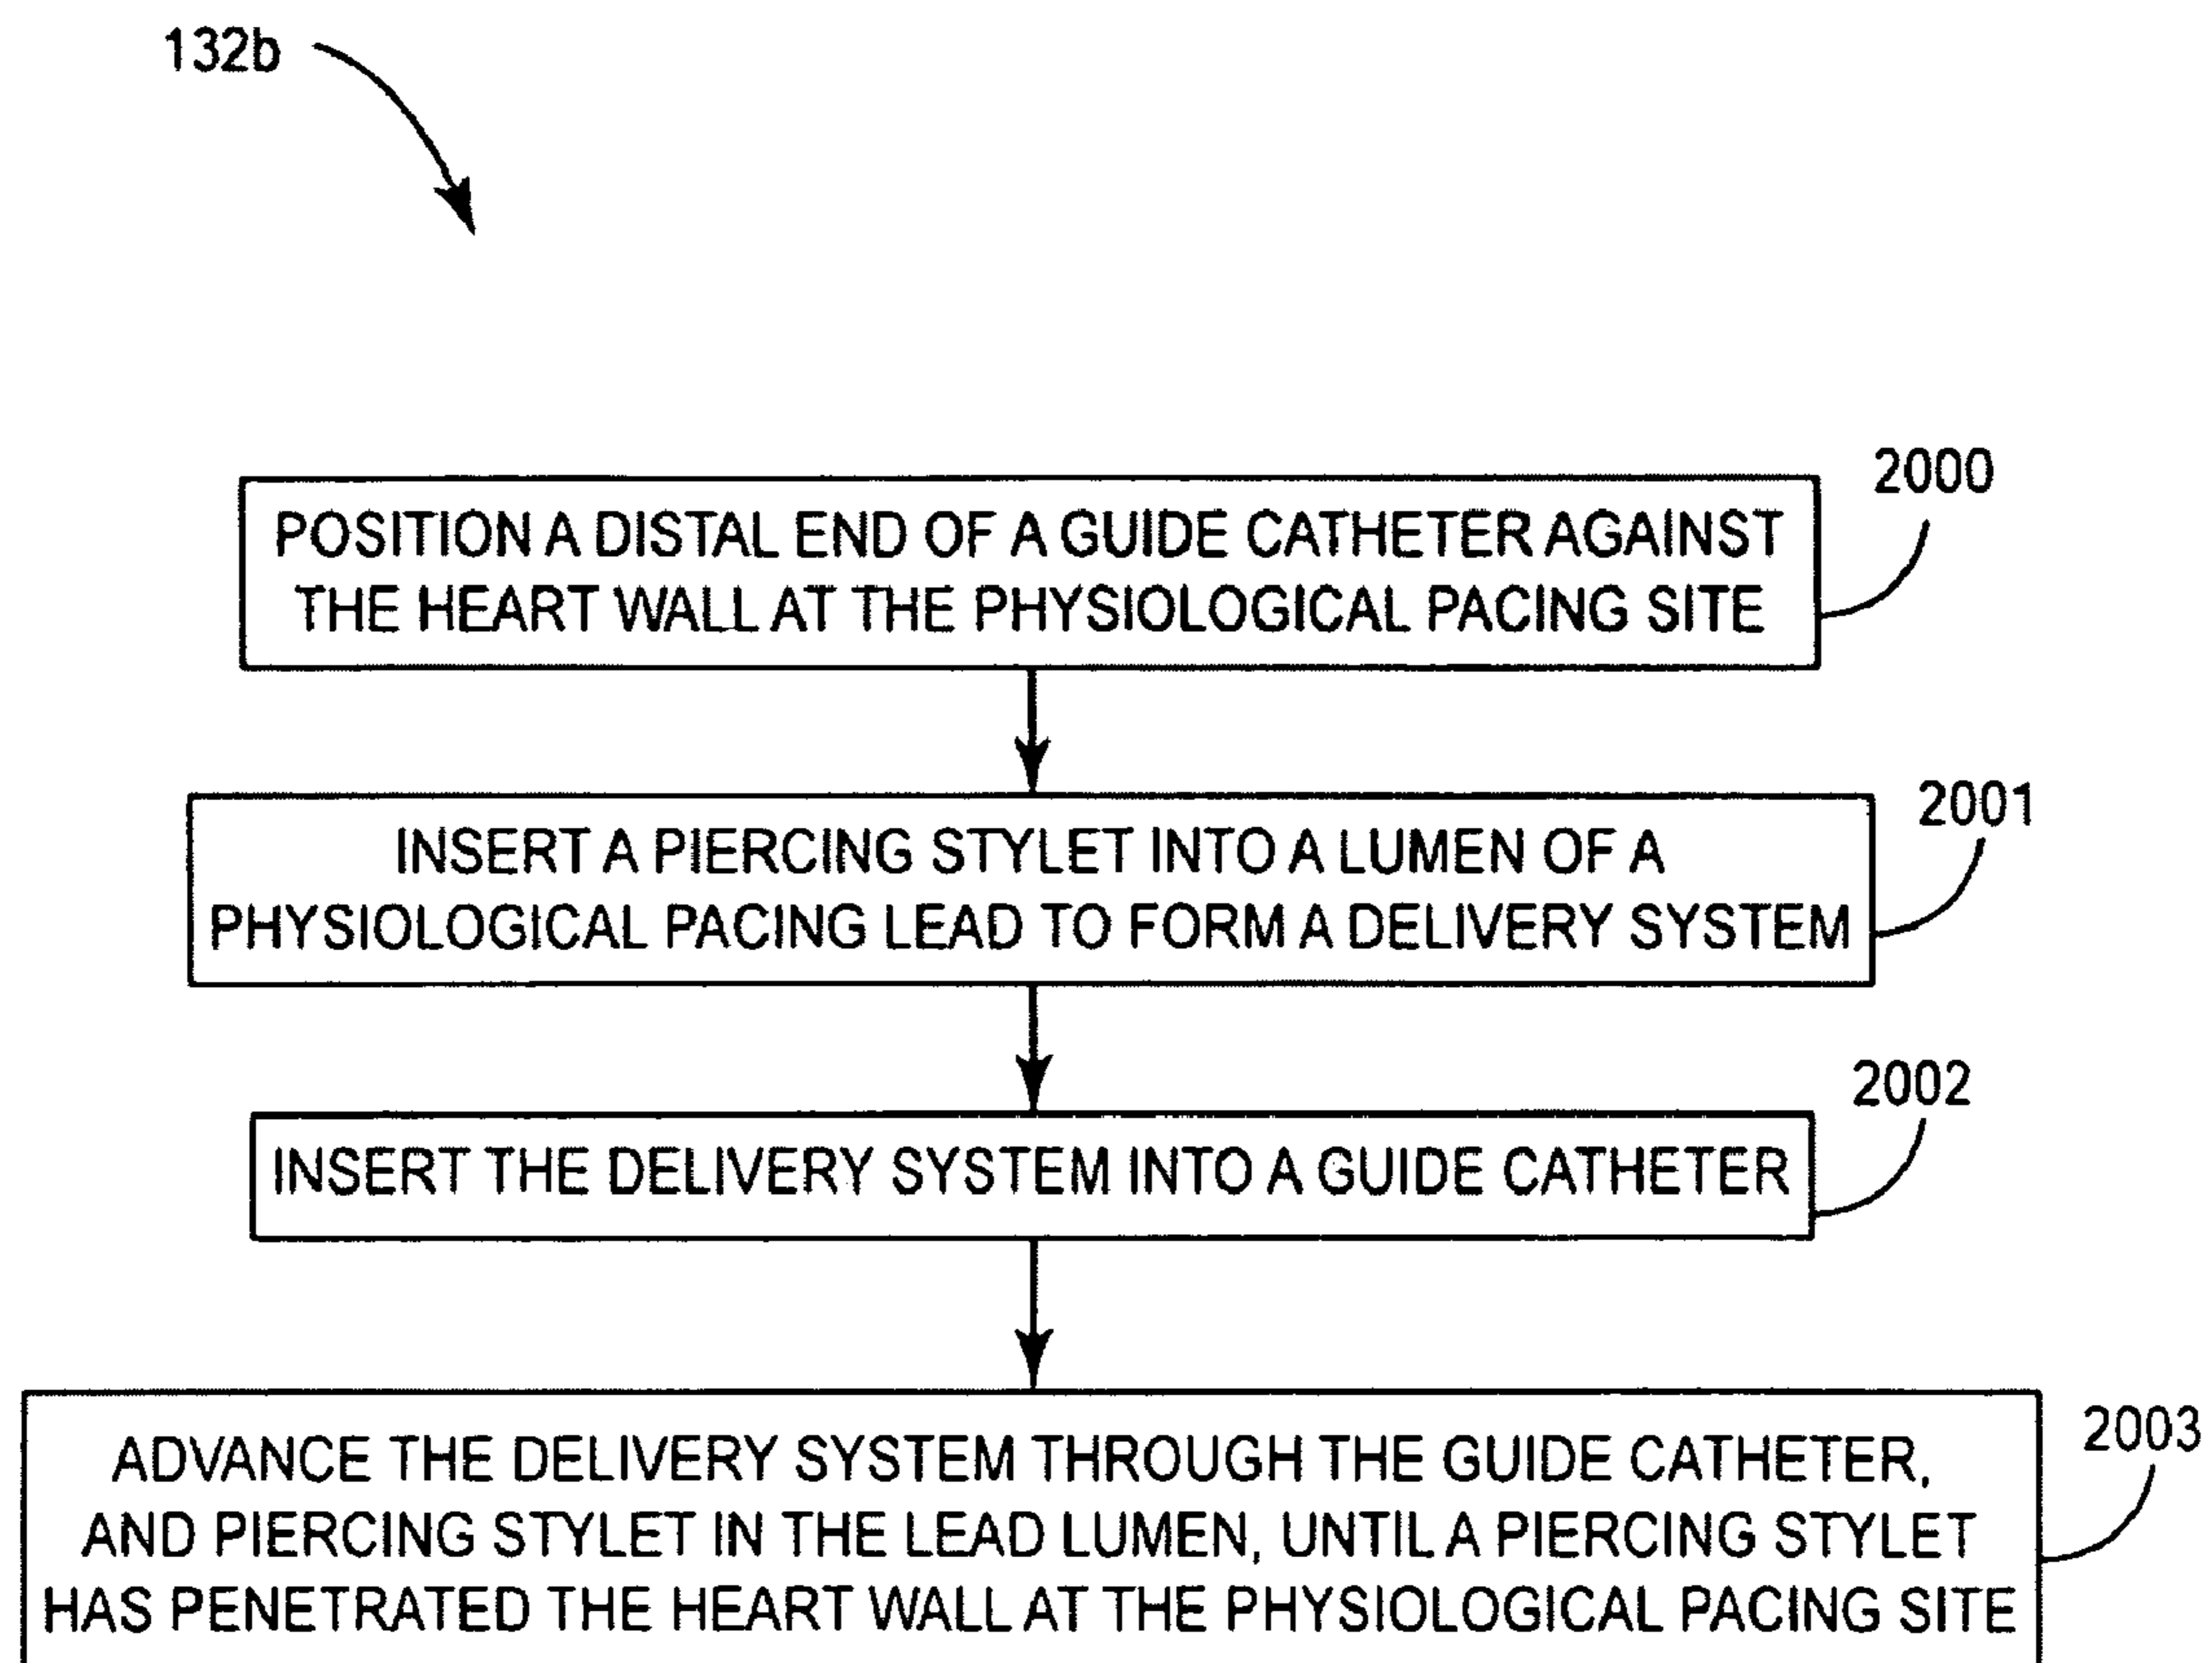 132b
2000
POSITION A DISTAL END OF A GUIDE CATHETER AGAINST
THE HEART WALL AT THE PHYSIOLOGICAL PACING SITE
2001
INSERT A PIERCING STYLET INTO A LUMEN OF A
PHYSIOLOGICAL PACING LEAD TO FORM A DELIVERY SYSTEM
2002
INSERT THE DELIVERY SYSTEM INTO A GUIDE CATHETER
2003
ADVANCE THE DELIVERY SYSTEM THROUGH THE GUIDE CATHETER,
AND PIERCING STYLET IN THE LEAD LUMEN, UNTIL A PIERCING STYLET
HAS PENETRATED THE HEART WALL AT THE PHYSIOLOGICAL PACING SITE